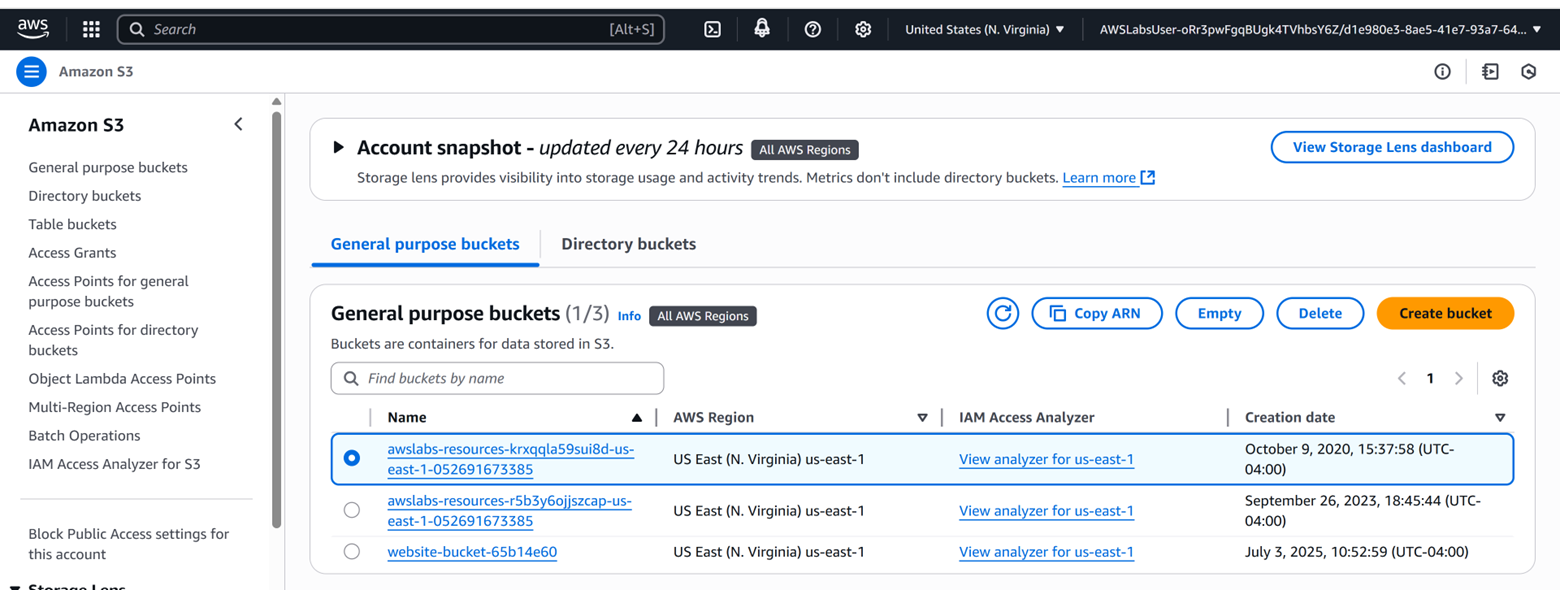 aws
Search [Alt+S]
United States (N. Virginia)
AWSLabsUser-oRr3pwFgqBUgk4TVhbsY6Z/d1e980e3-8ae5-41e7-93a7-64...
Amazon S3
Amazon S3
General purpose buckets
Directory buckets
Table buckets
Access Grants
Access Points for general
purpose buckets
Access Points for directory
buckets
Object Lambda Access Points
Multi-Region Access Points
Batch Operations
IAM Access Analyzer for S3
Block Public Access settings for
this account
Storage Lens
Account snapshot - updated every 24 hours All AWS Regions
View Storage Lens dashboard
Storage lens provides visibility into storage usage and activity trends. Metrics don't include directory buckets. Learn more
General purpose buckets Directory buckets
General purpose buckets (1/3) Info All AWS Regions
Copy ARN Empty Delete Create bucket
Buckets are containers for data stored in S3.
Find buckets by name
1
Name AWS Region IAM Access Analyzer Creation date
awslabs-resources-krxqqla59sui8d-us-
east-1-052691673385
US East (N. Virginia) us-east-1
View analyzer for us-east-1
October 9, 2020, 15:37:58 (UTC-
04:00)
awslabs-resources-r5b3y6ojjszcap-us-
east-1-052691673385
US East (N. Virginia) us-east-1
View analyzer for us-east-1
September 26, 2023, 18:45:44 (UTC-
04:00)
website-bucket-65b14e60
US East (N. Virginia) us-east-1
View analyzer for us-east-1
July 3, 2025, 10:52:59 (UTC-04:00)